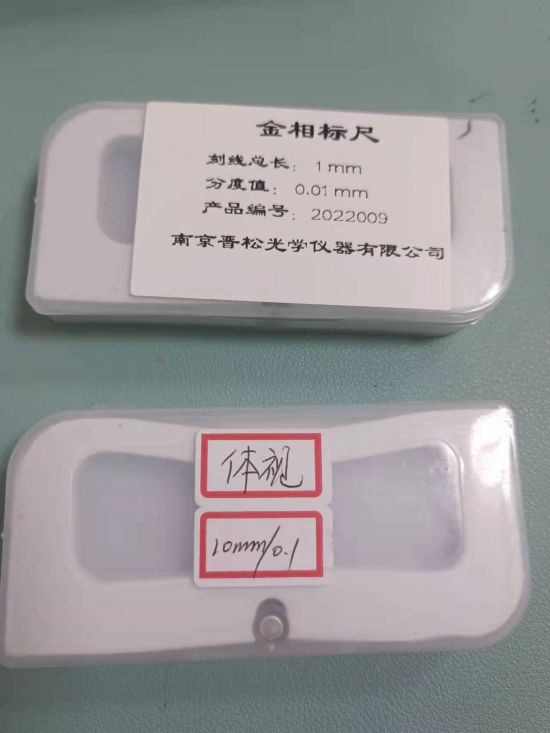 金相标尺
刻线总长: 1mm
分度值: 0.01mm
产品编号: 2022009
南京晋松光学仪器有限公司
体视
10mm/0.1